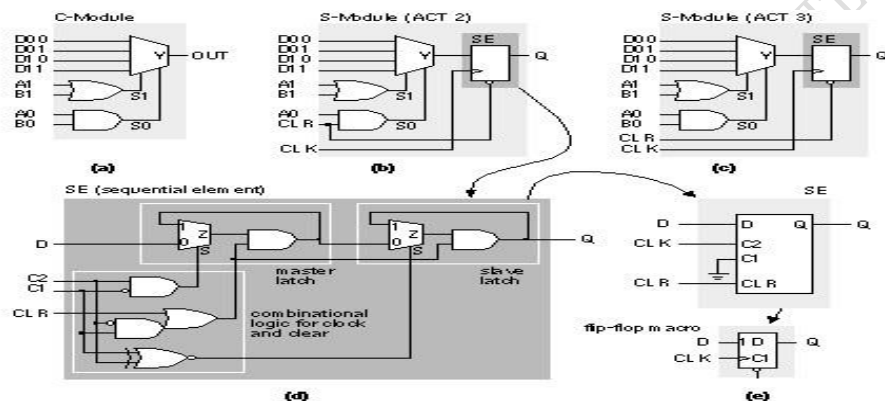 C-Module
D00
D01
D10
D11
A1
B1
A0
B0
Y
S1
S0
OUT
(a)
S-Module (ACT 2)
SE
D00
D01
D10
D11
A1
B1
A0
CLR
CLK
Y
S1
S0
Q
(b)
S-Module (ACT 3)
SE
D00
D01
D10
D11
A1
B1
A0
B0
CLR
CLK
Y
S1
S0
Q
(c)
SE (sequential element)
D
C2
C1
CLR
1
0
Z
S
master
latch
1
0
Z
S
slave
latch
Q
combinational
logic for clock
and clear
(d)
SE
D
CLK
CLR
D
C2
C1
CLR
Q
Q
flip-flop macro
D
CLK
1D
C1
Q
(e)